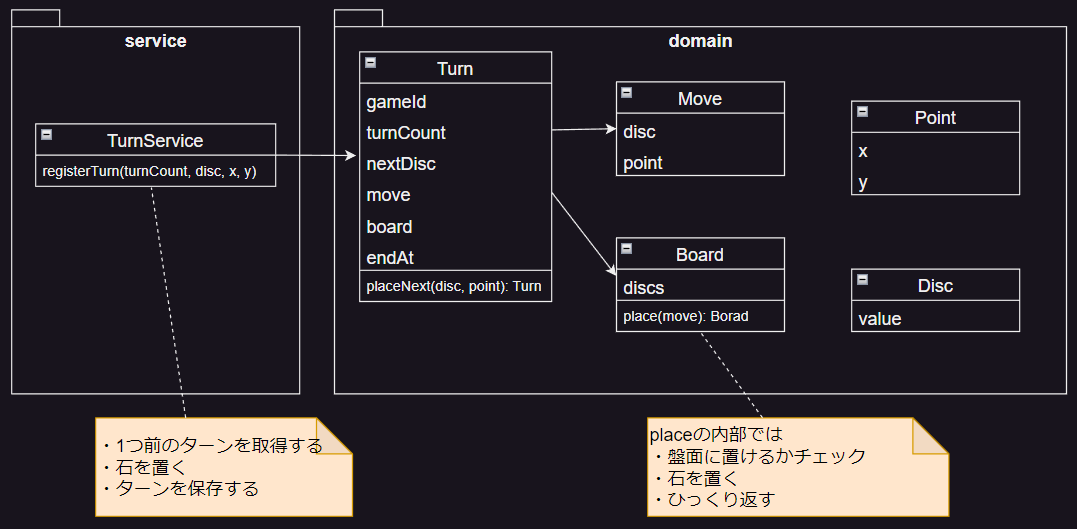 service
TurnService
registerTurn(turnCount, disc, x, y)
domain
Turn
gameId
turnCount
nextDisc
move
board
endAt
placeNext(disc, point): Turn
Move
disc
point
Board
discs
place(move): Borad
Point
x
y
Disc
value
・1つ前のターンを取得する
・石を置く
・ターンを保存する
placeの内部では
・盤面に置けるかチェック
・石を置く
・ひっくり返す